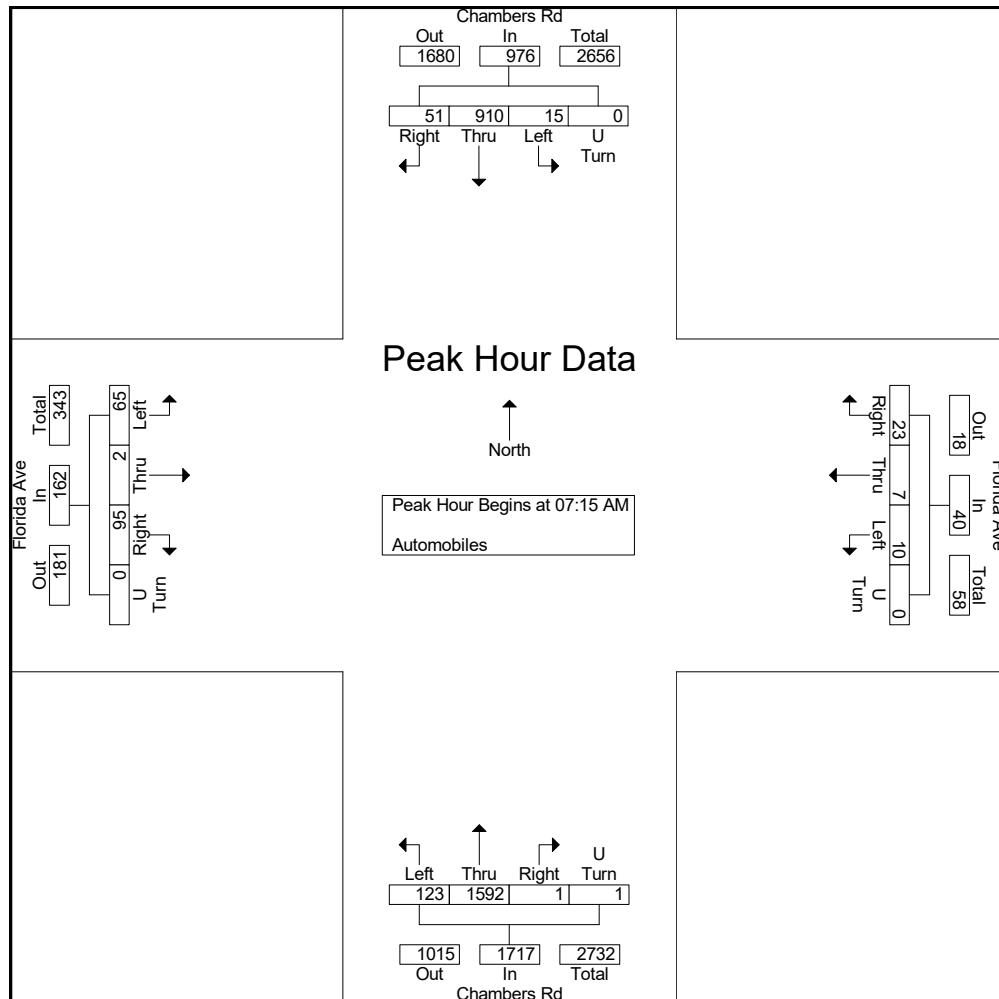 Chambers Rd
Out In Total
1680 976 2656
51 910 15 0
Right Thru Left U
Turn
Peak Hour Data
North
Peak Hour Begins at 07:15 AM
Automobiles
Florida Ave
Total In Out
343 162 181
65 2 95 0
Left Thru Right U
Turn
Right Thru Left U
Turn
23 7 10 0
Out In Total
18 40 58
Florida Ave
U
Left Thru Right Turn
123 1592 1 1
1015 1717 2732
Out In Total
Chambers Rd